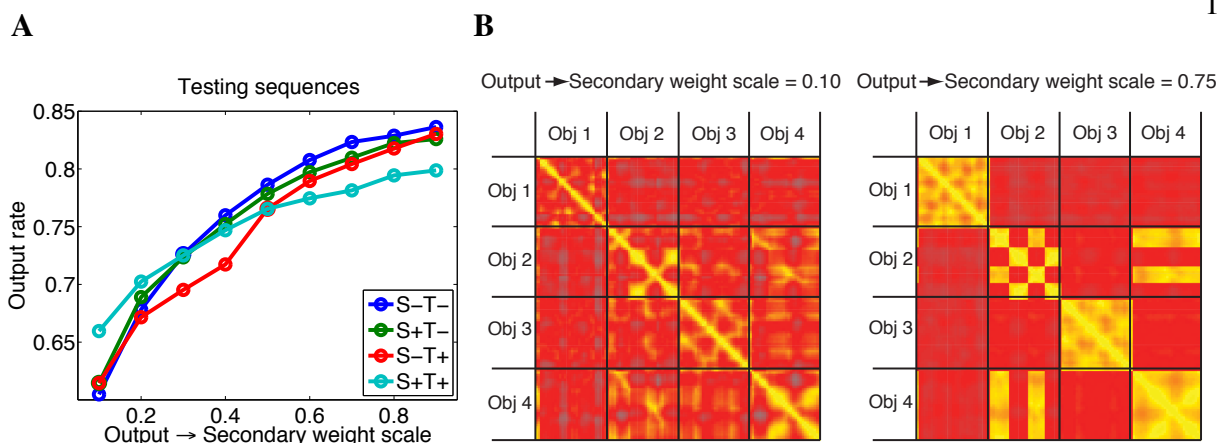 1
A
B
Testing sequences
Output rate
0.85
0.8
0.75
0.7
0.65
0.2
0.4
0.6
0.8
Output → Secondary weight scale
S−T−
S+T−
S−T+
S+T+
Output → Secondary weight scale = 0.10
Obj 1 Obj 2 Obj 3 Obj 4
Obj 1
Obj 2
Obj 3
Obj 4
Output → Secondary weight scale = 0.75
Obj 1 Obj 2 Obj 3 Obj 4
Obj 1
Obj 2
Obj 3
Obj 4